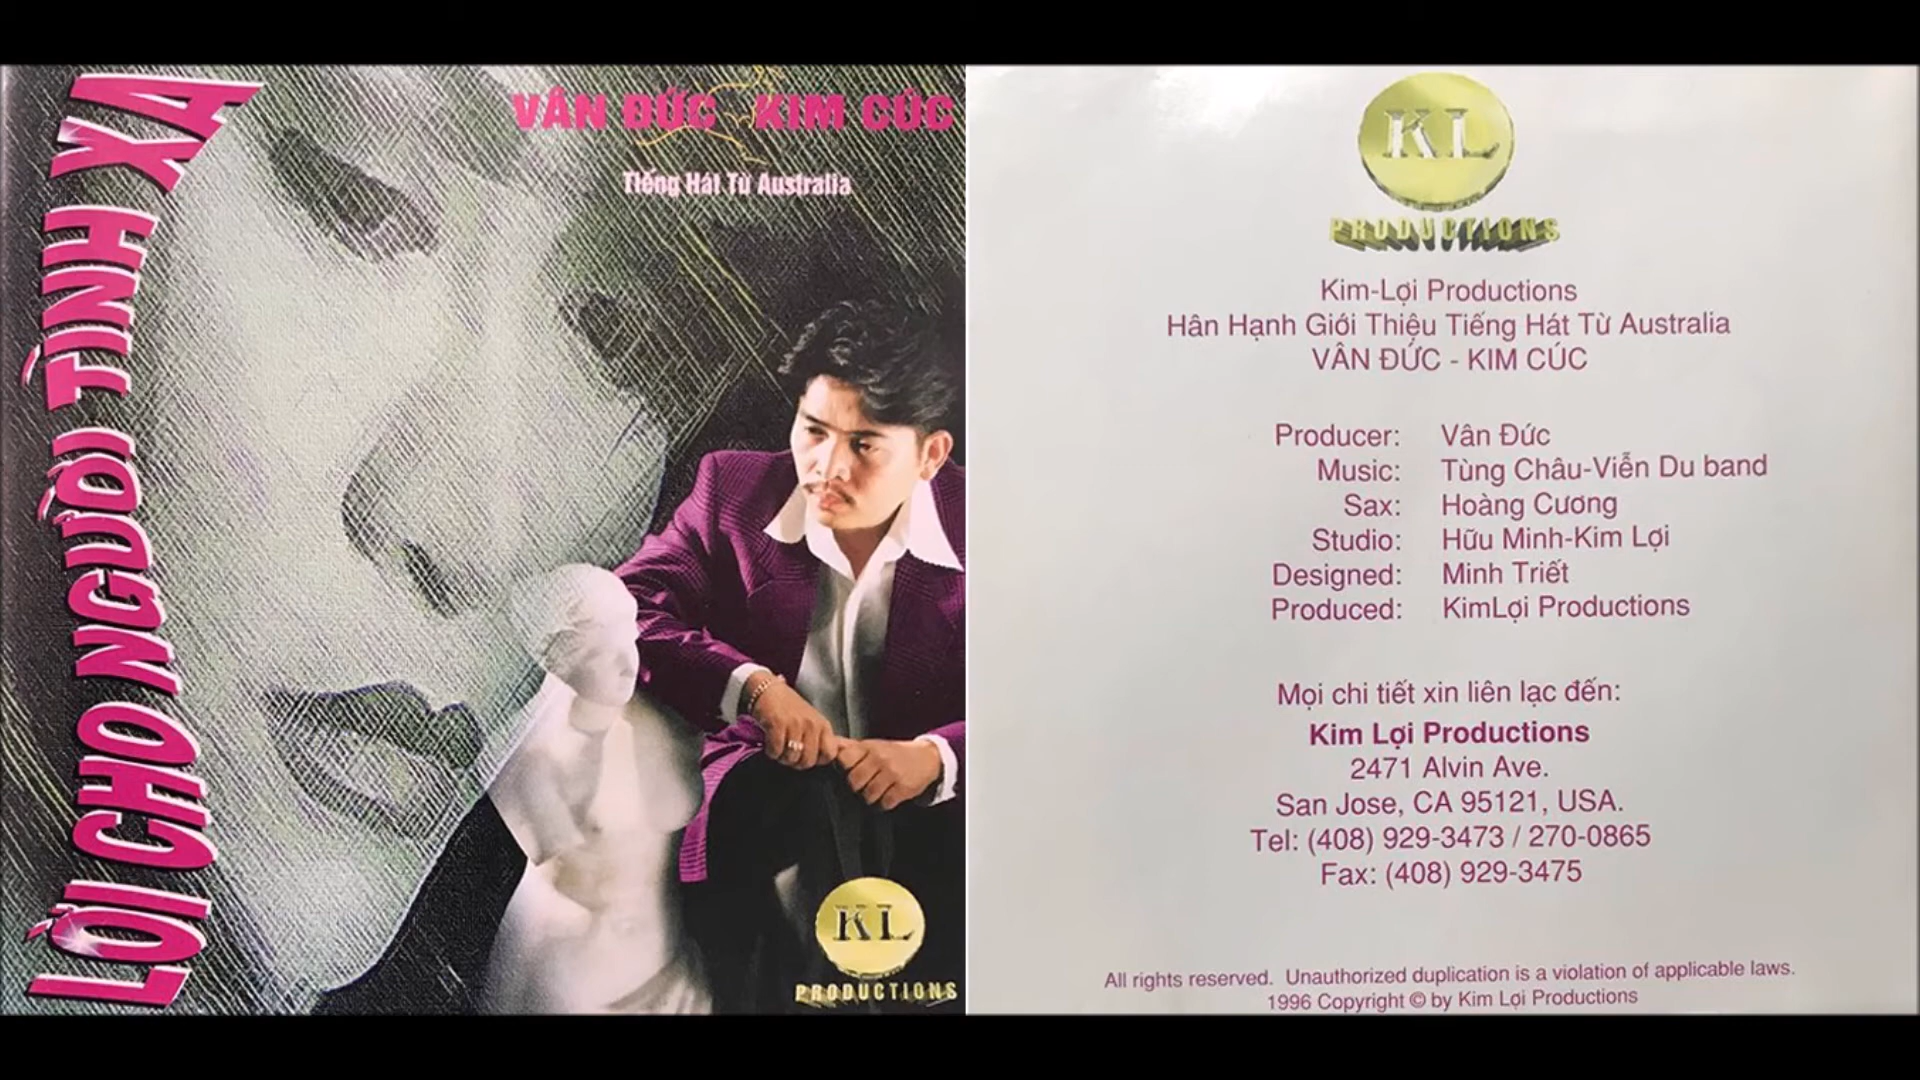 LỜI CHO NGƯỜI TÌNH XA
VÂN ĐỨC KIM CÚC
Tiếng Hát Từ Australia
KL
PRODUCTIONS
KL
PRODUCTIONS
Kim-Lợi Productions
Hân Hạnh Giới Thiệu Tiếng Hát Từ Australia
VÂN ĐỨC - KIM CÚC
Producer: Vân Đức
Music: Tùng Châu-Viễn Du band
Sax: Hoàng Cương
Studio: Hữu Minh-Kim Lợi
Designed: Minh Triết
Produced: KimLợi Productions
Mọi chi tiết xin liên lạc đến:
Kim Lợi Productions
2471 Alvin Ave.
San Jose, CA 95121, USA.
Tel: (408) 929-3473 / 270-0865
Fax: (408) 929-3475
All rights reserved. Unauthorized duplication is a violation of applicable laws.
1996 Copyright © by Kim Lợi Productions